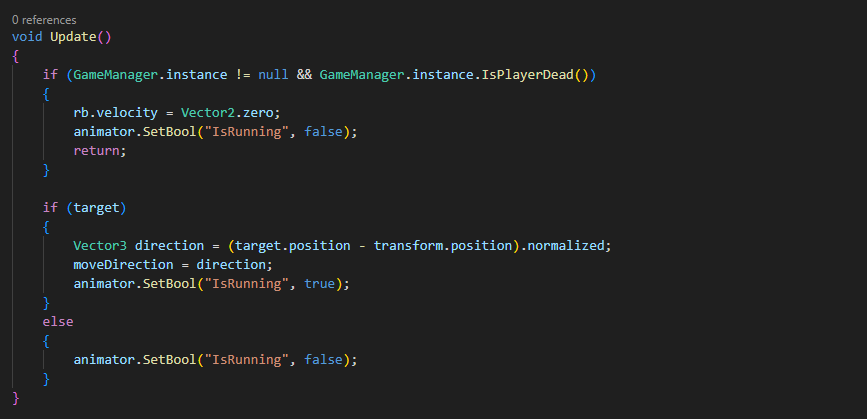 0 references
void Update()
{
    if (GameManager.instance != null && GameManager.instance.IsPlayerDead())
    {
        rb.velocity = Vector2.zero;
        animator.SetBool("IsRunning", false);
        return;
    }

    if (target)
    {
        Vector3 direction = (target.position - transform.position).normalized;
        moveDirection = direction;
        animator.SetBool("IsRunning", true);
    }
    else
    {
        animator.SetBool("IsRunning", false);
    }
}